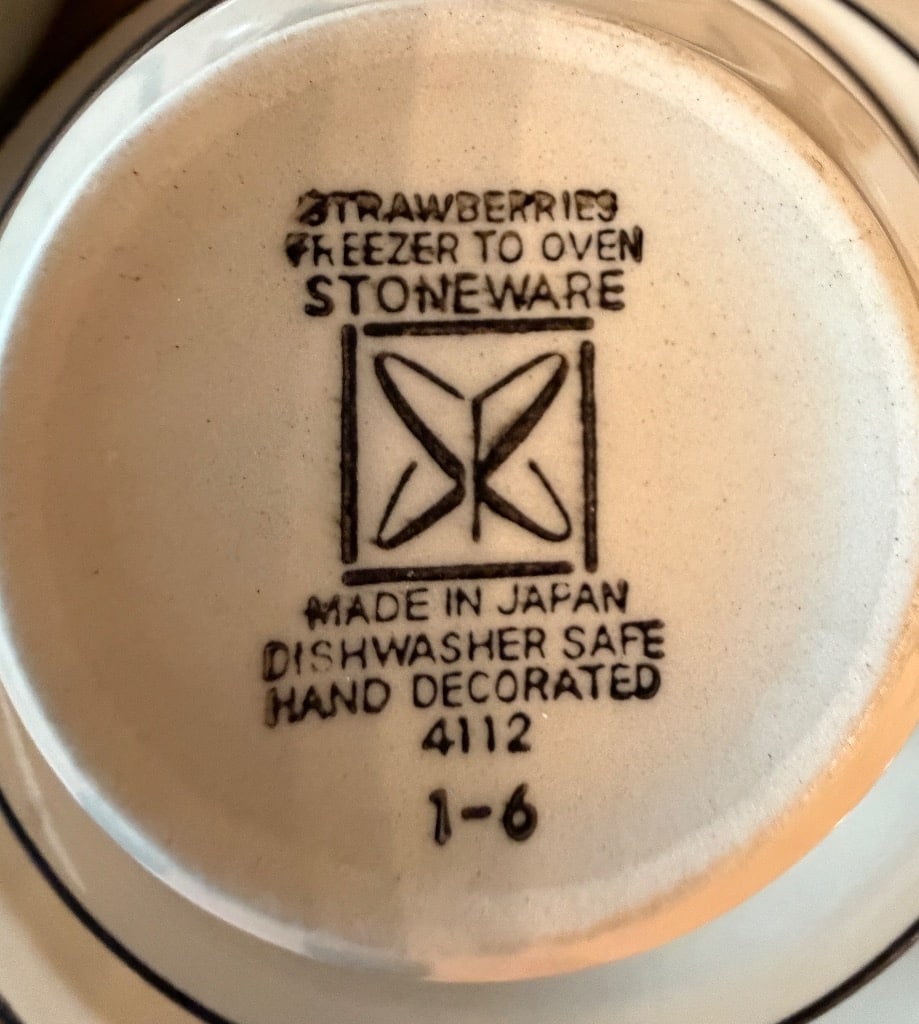 STRAWBERRIES
FREEZER TO OVEN
STONEWARE
MADE IN JAPAN
DISHWASHER SAFE
HAND DECORATED
4112
1-6